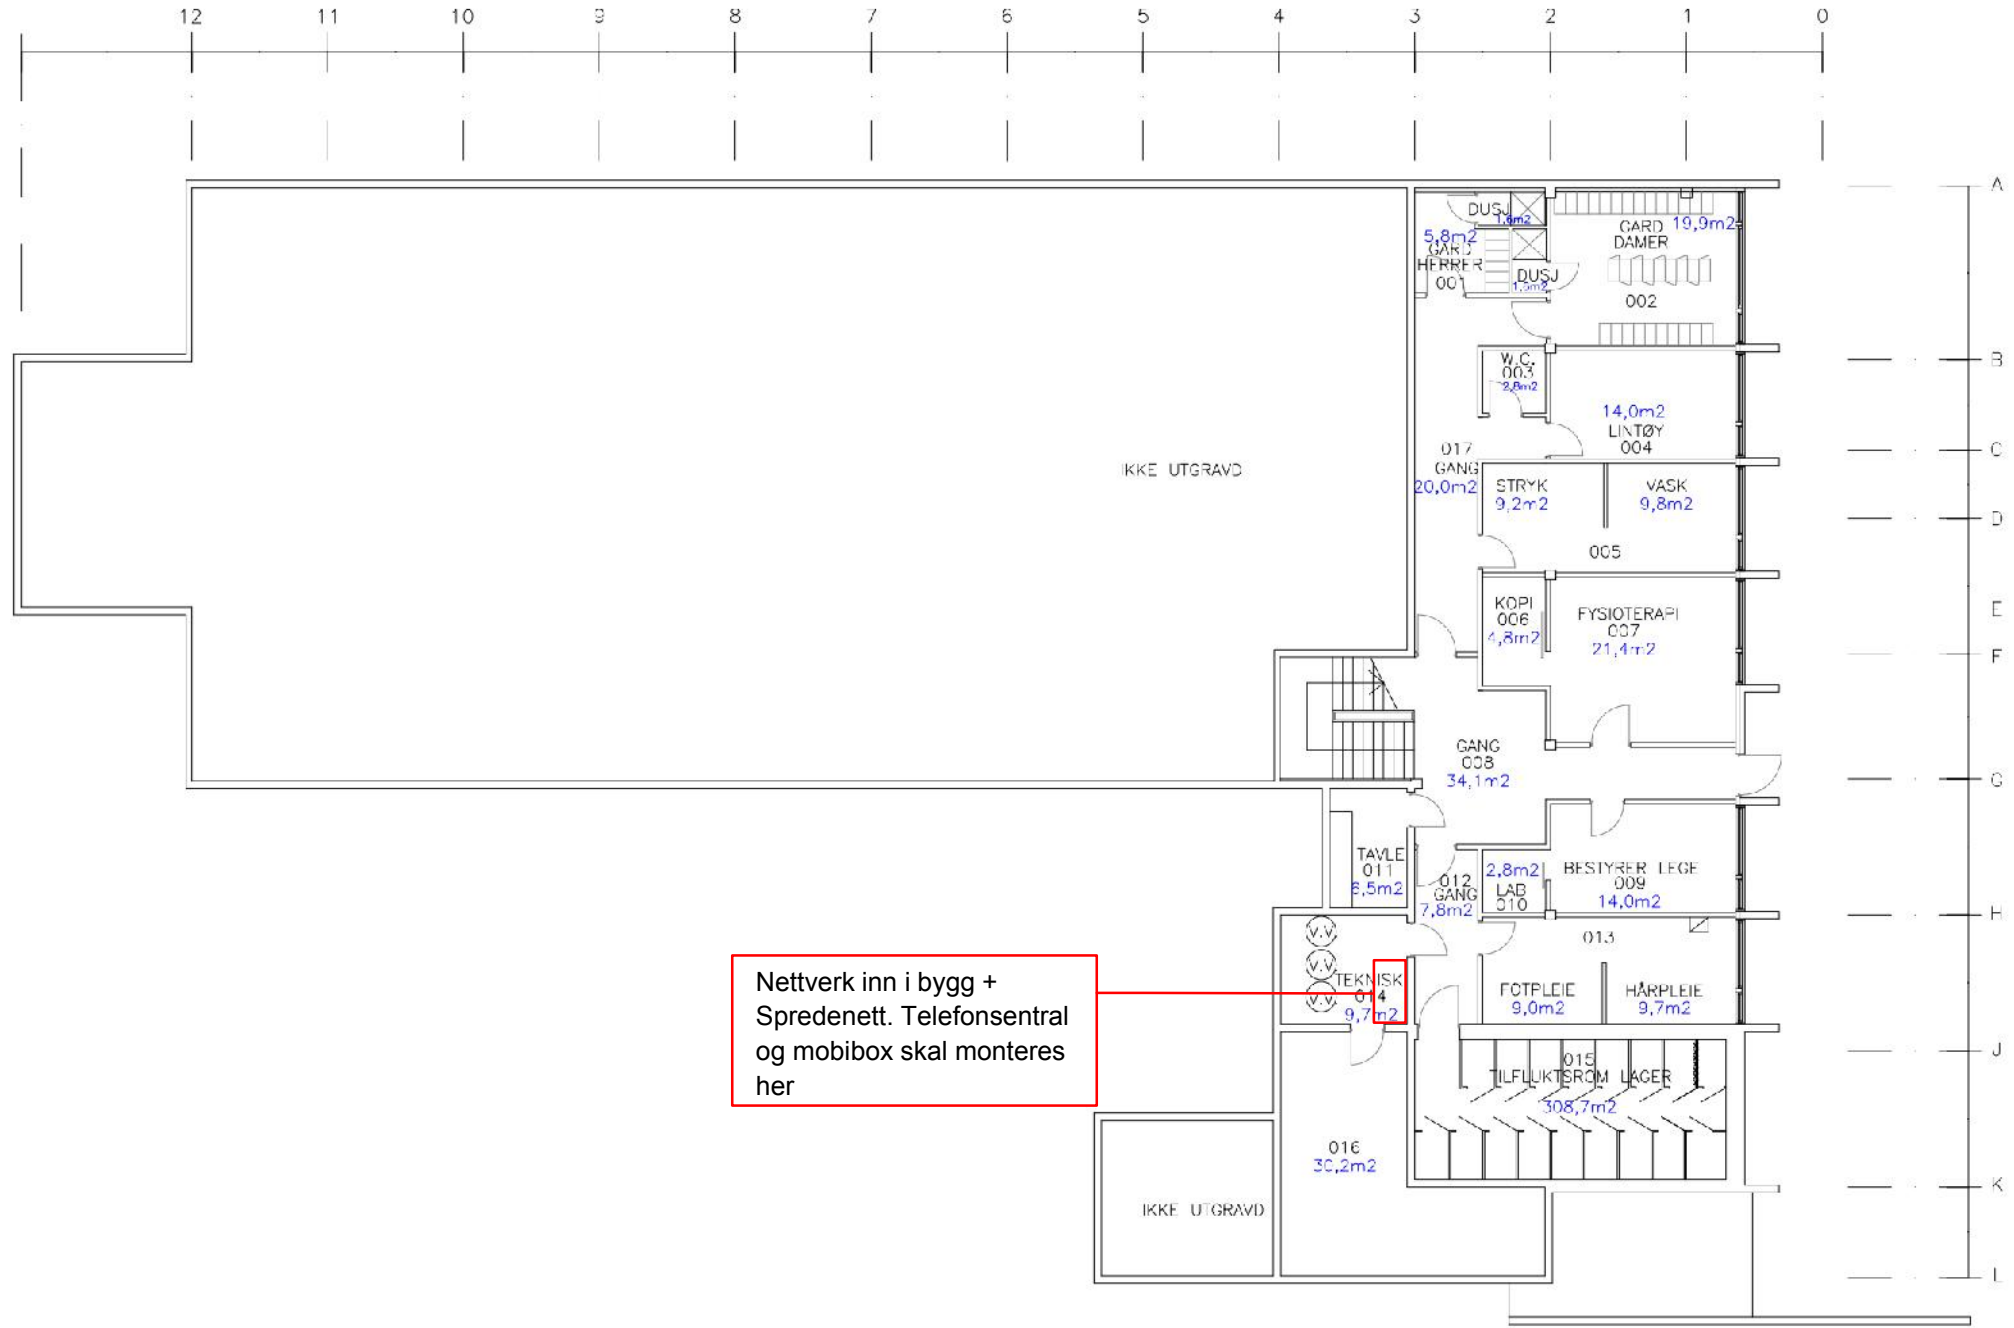 12 11 10 9 8 7 6 5 4 3 2 1 0
A
DUSJ
1,6m2
5,8m2
GARD
HERRER
00
DUSJ
GARD
DAMER
19,9m2
002
B
W.C.
003
2,8m2
14,0m2
LINTØY
004
C
017
GANG
20,0m2
IKKE UTGRAVD
STRYK
9,2m2
VASK
9,8m2
D
005
E
KOPI
006
4,8m2
FYSIOTERAPI
007
21,4m2
F
GANG
008
34,1m2
G
TAVLE
011
6,5m2
012
GANG
7,8m2
2,8m2
LAB
010
BESTYRER LEGE
009
14,0m2
H
V.V
V.V
V.V
TEKNISK
014
9,7m2
013
FOTPLEIE
9,0m2
HÅRPLEIE
9,7m2
Nettverk inn i bygg +
Spredenett. Telefonsentral
og mobibox skal monteres
her
J
015
TILFLUKTSROM LAGER
308,7m2
016
30,2m2
K
IKKE UTGRAVD
L